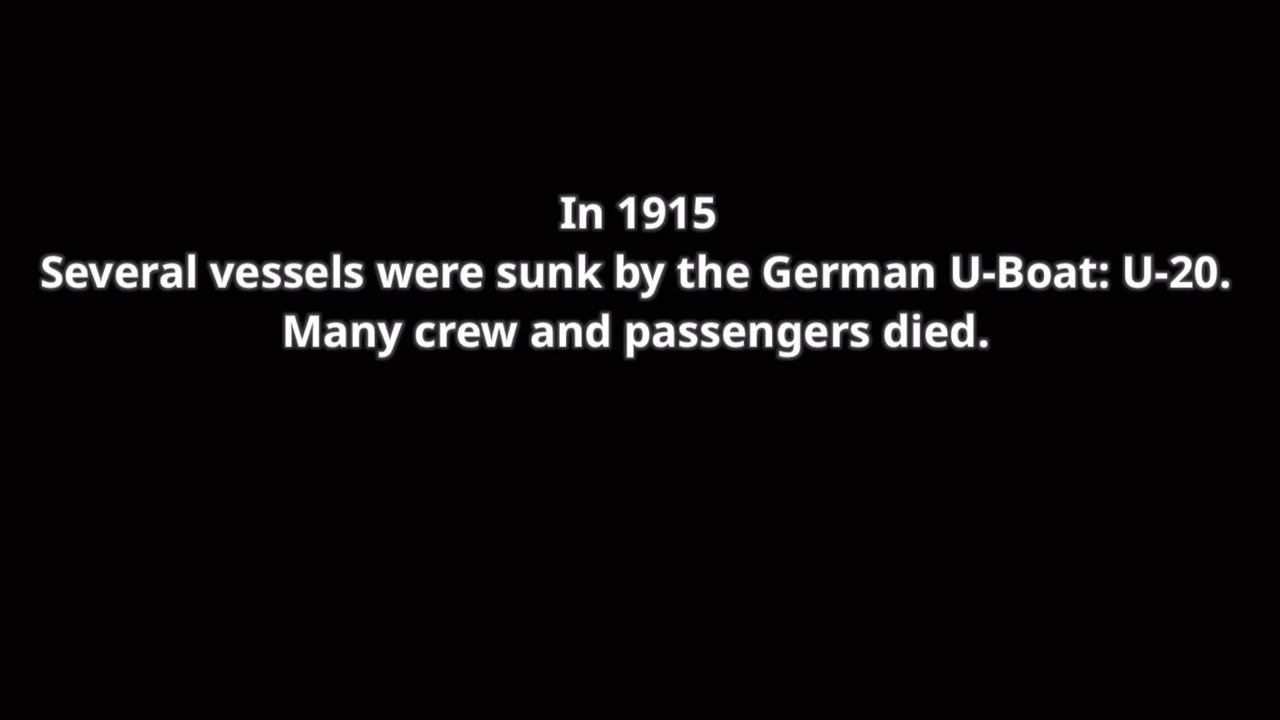 In 1915
Several vessels were sunk by the German U-Boat: U-20.
Many crew and passengers died.